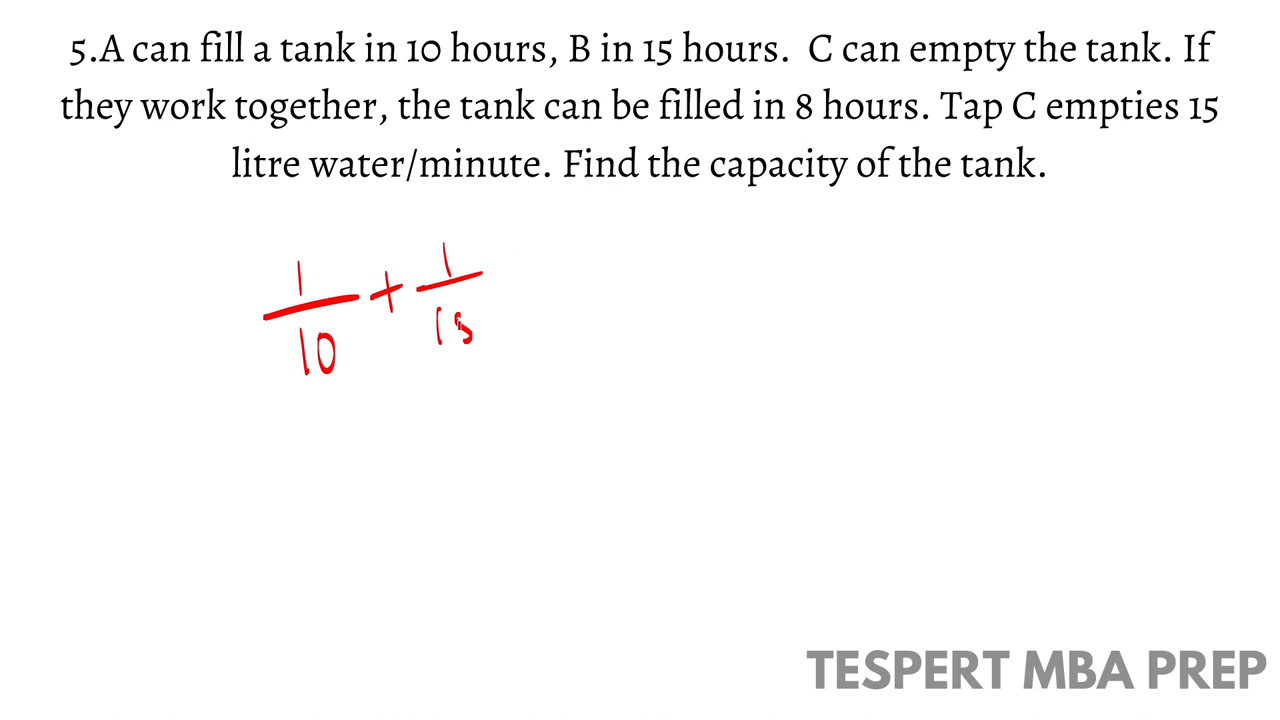 5.A can fill a tank in 10 hours, B in 15 hours. C can empty the tank. If
they work together, the tank can be filled in 8 hours. Tap C empties 15
litre water/minute. Find the capacity of the tank.
1/10 + 1/15
TESPERT MBA PREP